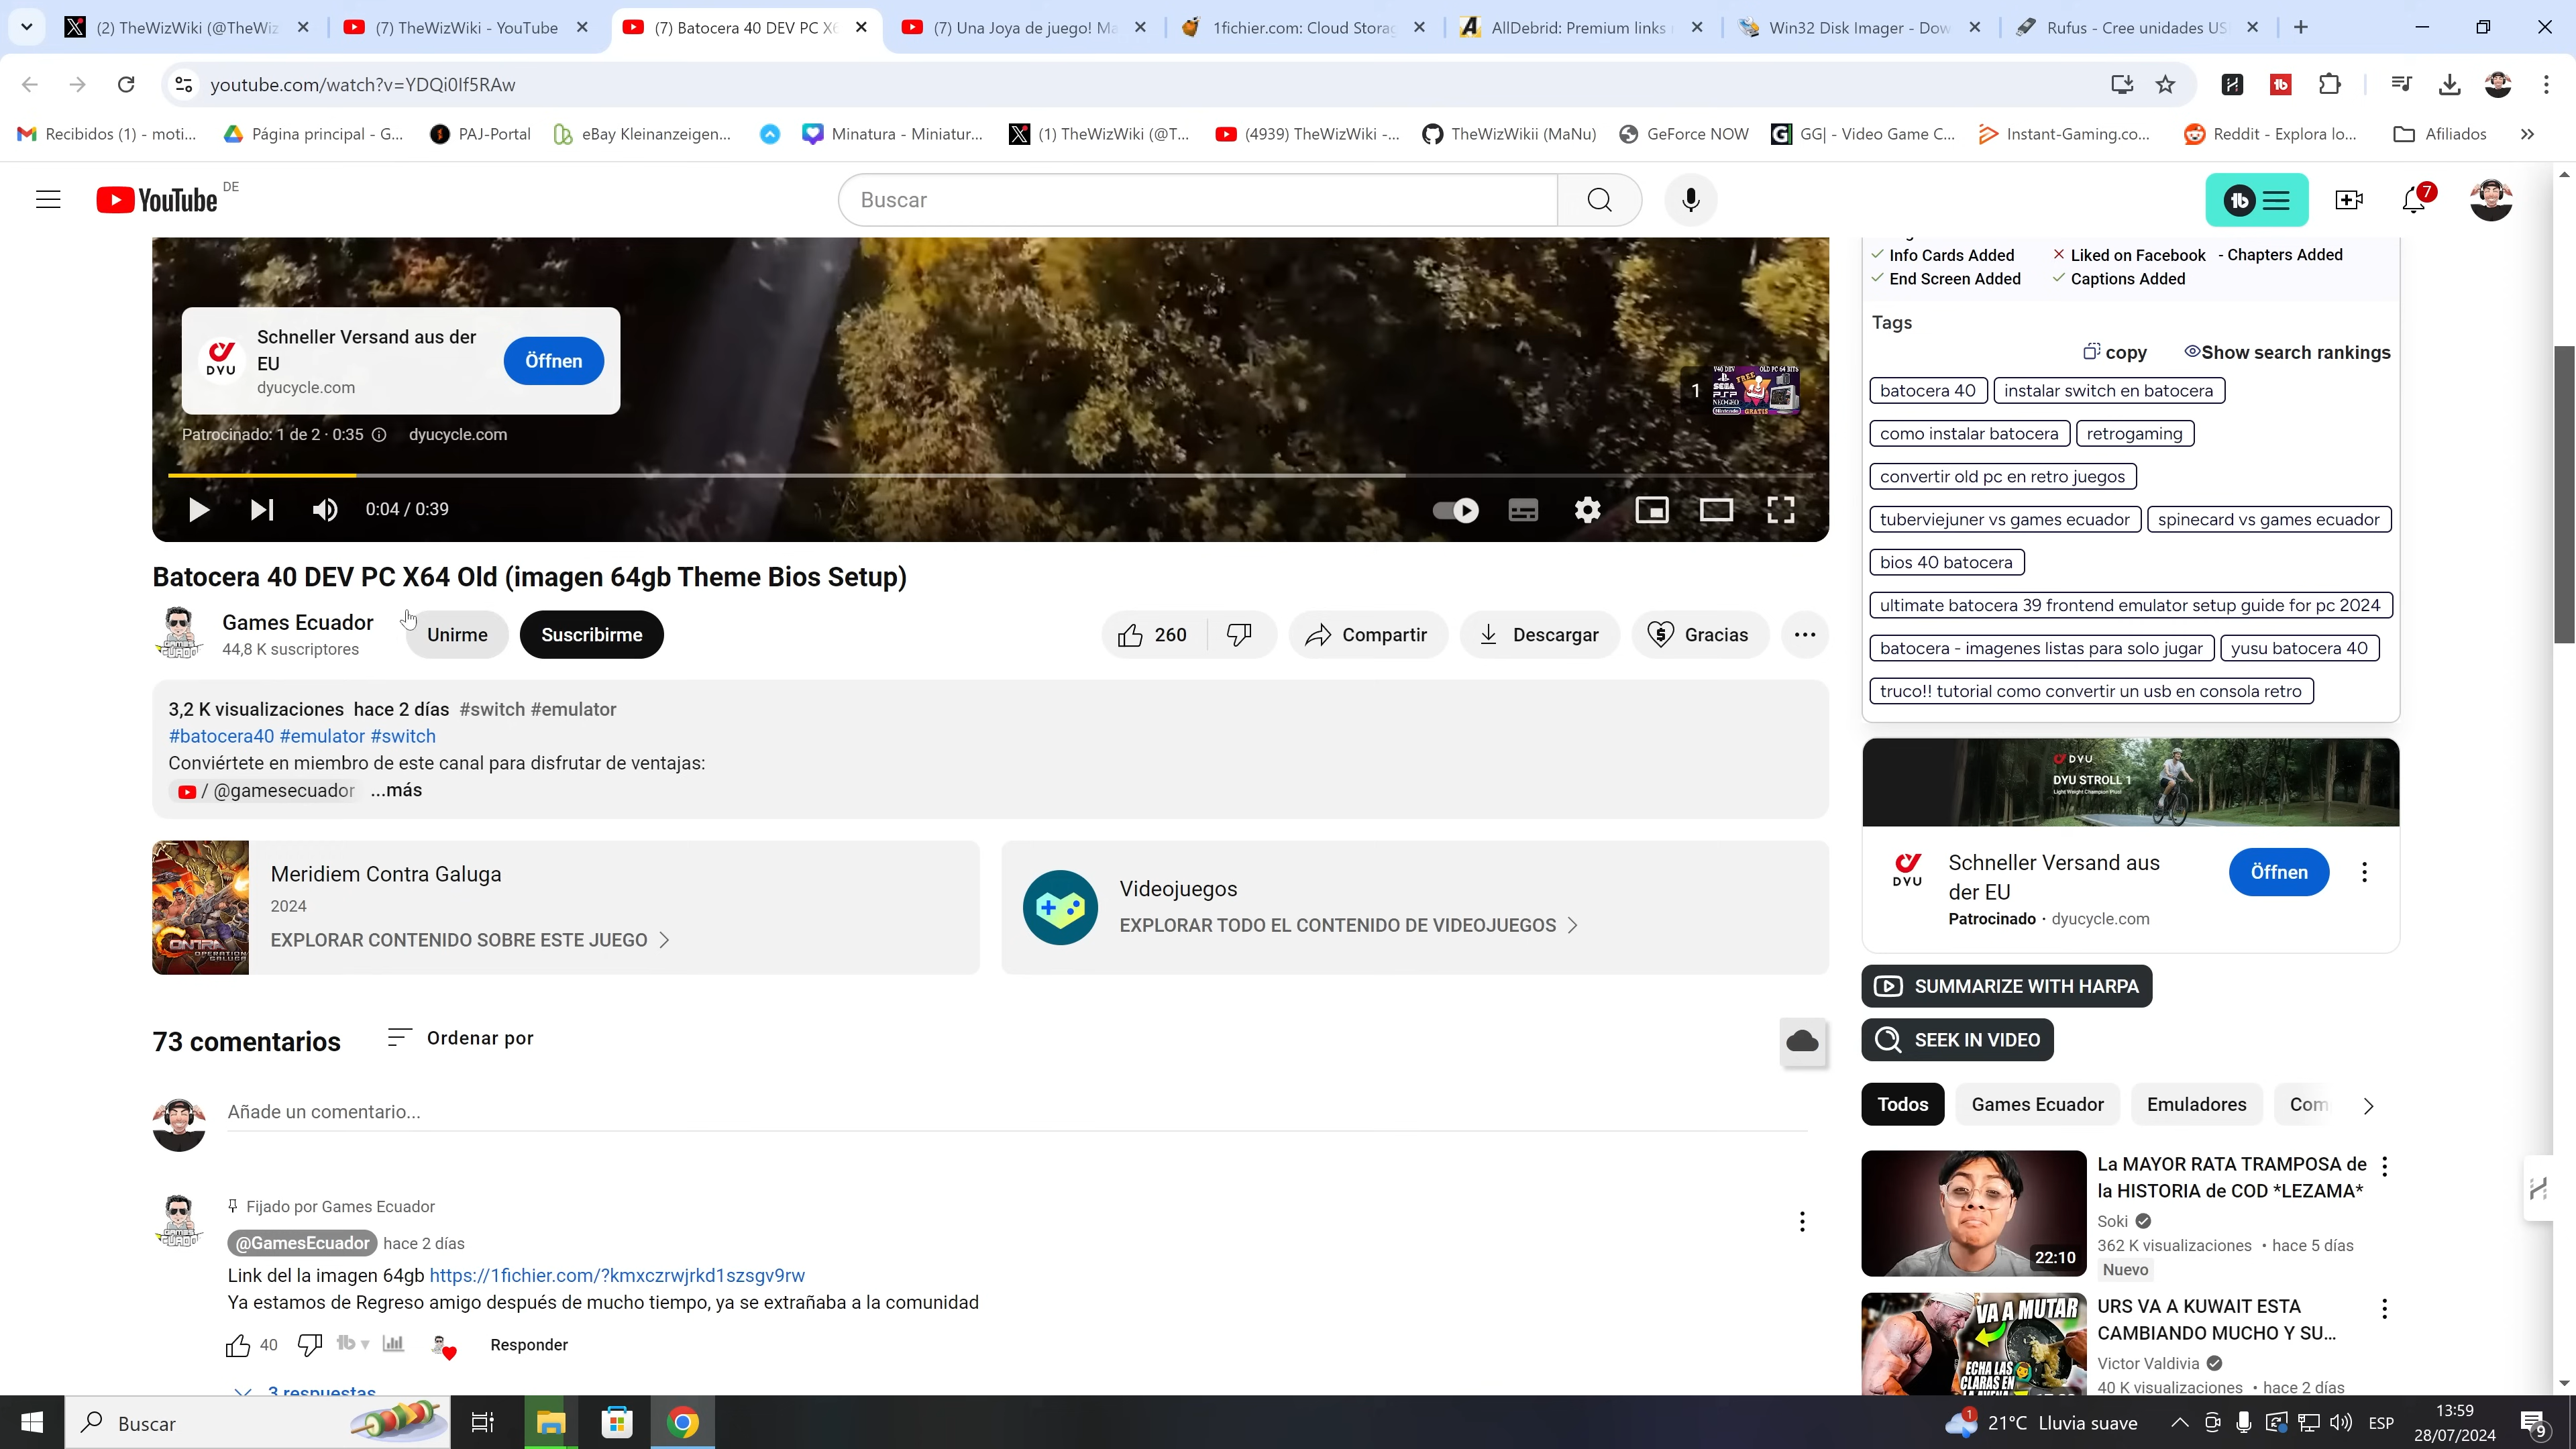 (2) TheWizWiki (@TheWiz
(7) TheWizWiki - YouTube
(7) Batocera 40 DEV PC X6
(7) Una Joya de juego! Ma
1fichier.com: Cloud Storag
AllDebrid: Premium links
Win32 Disk Imager - Dow
Rufus - Cree unidades US
youtube.com/watch?v=YDQi0If5RAw
Recibidos (1) - moti...
Página principal - G...
PAJ-Portal
eBay Kleinanzeigen...
Minatura - Miniatur...
(1) TheWizWiki (@T...
(4939) TheWizWiki -...
TheWizWikii (MaNu)
GeForce NOW
GG| - Video Game C...
Instant-Gaming.co...
Reddit - Explora lo...
Afiliados
YouTube DE
Buscar
7
Schneller Versand aus der
EU
dyucycle.com
DYU
Öffnen
1
Patrocinado: 1 de 2 · 0:35 dyucycle.com
0:04 / 0:39
Info Cards Added
Liked on Facebook
- Chapters Added
End Screen Added
Captions Added
Tags
copy
Show search rankings
batocera 40
instalar switch en batocera
como instalar batocera
retrogaming
convertir old pc en retro juegos
tuberviejuner vs games ecuador
spinecard vs games ecuador
bios 40 batocera
ultimate batocera 39 frontend emulator setup guide for pc 2024
batocera - imagenes listas para solo jugar
yusu batocera 40
truco!! tutorial como convertir un usb en consola retro
Batocera 40 DEV PC X64 Old (imagen 64gb Theme Bios Setup)
Games Ecuador
44,8 K suscriptores
Unirme
Suscribirme
260
Compartir
Descargar
Gracias
3,2 K visualizaciones hace 2 días #switch #emulator
#batocera40 #emulator #switch
Conviértete en miembro de este canal para disfrutar de ventajas:
/ @gamesecuador ...más
Meridiem Contra Galuga
2024
EXPLORAR CONTENIDO SOBRE ESTE JUEGO
Videojuegos
EXPLORAR TODO EL CONTENIDO DE VIDEOJUEGOS
DYU
DYU STROLL 1
Schneller Versand aus
der EU
DYU
Öffnen
Patrocinado · dyucycle.com
SUMMARIZE WITH HARPA
SEEK IN VIDEO
73 comentarios
Ordenar por
Añade un comentario...
Todos
Games Ecuador
Emuladores
Com
Fijado por Games Ecuador
@GamesEcuador hace 2 días
Link del la imagen 64gb https://1fichier.com/?kmxczrwjrkd1szsgv9rw
Ya estamos de Regreso amigo después de mucho tiempo, ya se extrañaba a la comunidad
40
Responder
3 respuestas
22:10
La MAYOR RATA TRAMPOSA de
la HISTORIA de COD *LEZAMA*
Soki
362 K visualizaciones • hace 5 días
Nuevo
VA A MUTAR
ECHA LAS
CLARAS EN
URS VA A KUWAIT ESTA
CAMBIANDO MUCHO Y SU...
Victor Valdivia
40 K visualizaciones • hace 2 días
Buscar
1
21°C Lluvia suave
ESP
13:59
28/07/2024
9